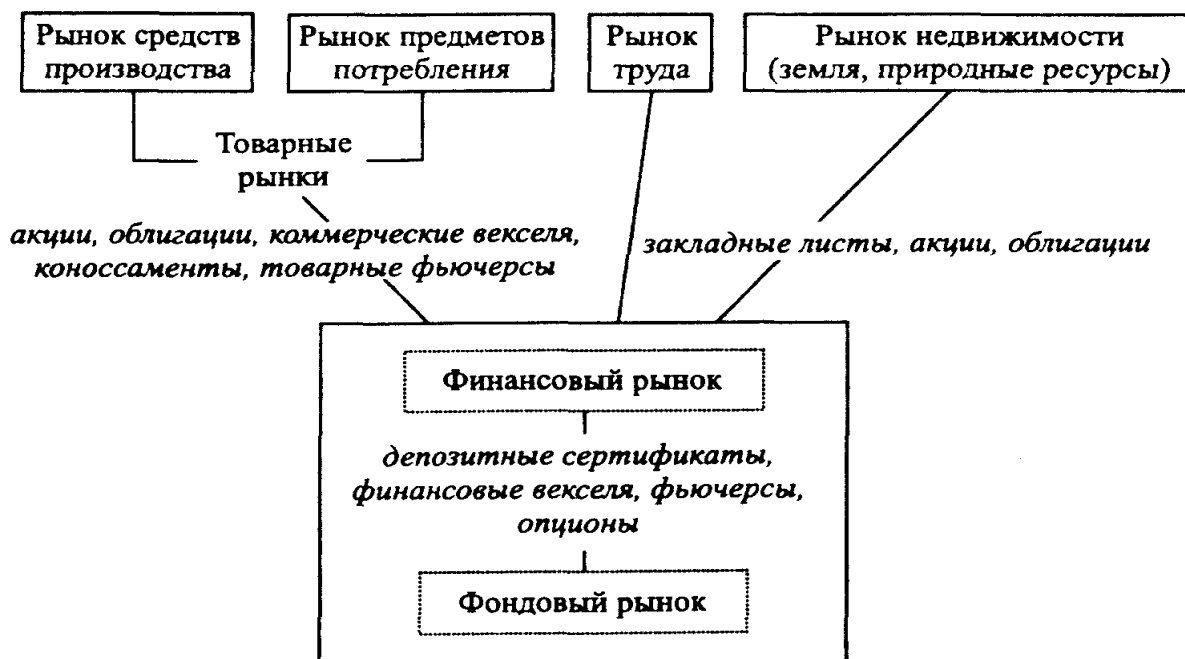 Рынок средств
производства
Рынок предметов
потребления
Рынок
труда
Рынок недвижимости
(земля, природные ресурсы)
Товарные
рынки
акции, облигации, коммерческие векселя,
коносcаменты, товарные фьючерсы
закладные листы, акции, облигации
Финансовый рынок
депозитные сертификаты,
финансовые векселя, фьючерсы,
опционы
Фондовый рынок